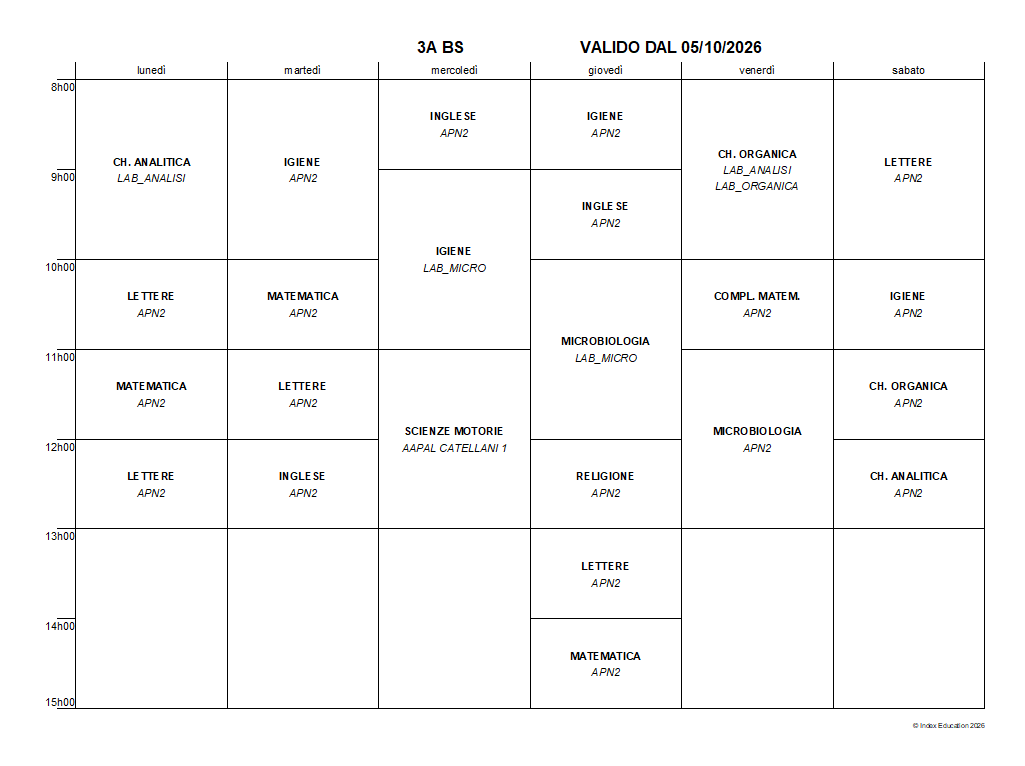 3A BS VALIDO DAL 05/10/2026
lunedì martedì mercoledì giovedì venerdì sabato
8h00
INGLESE IGIENE
APN2 APN2
CH. ORGANICA
CH. ANALITICA IGIENE LETTERE
LAB_ANALISI
9h00 LAB_ANALISI APN2 APN2
LAB_ORGANICA
INGLESE
APN2
IGIENE
10h00 LAB_MICRO
LETTERE MATEMATICA COMPL. MATEM. IGIENE
APN2 APN2 APN2 APN2
MICROBIOLOGIA
11h00 LAB_MICRO
MATEMATICA LETTERE CH. ORGANICA
APN2 APN2 APN2
SCIENZE MOTORIE MICROBIOLOGIA
12h00 AAPAL CATELLANI 1 APN2
LETTERE INGLESE RELIGIONE CH. ANALITICA
APN2 APN2 APN2 APN2
13h00
LETTERE
APN2
14h00
MATEMATICA
APN2
15h00
© Index Education 2026